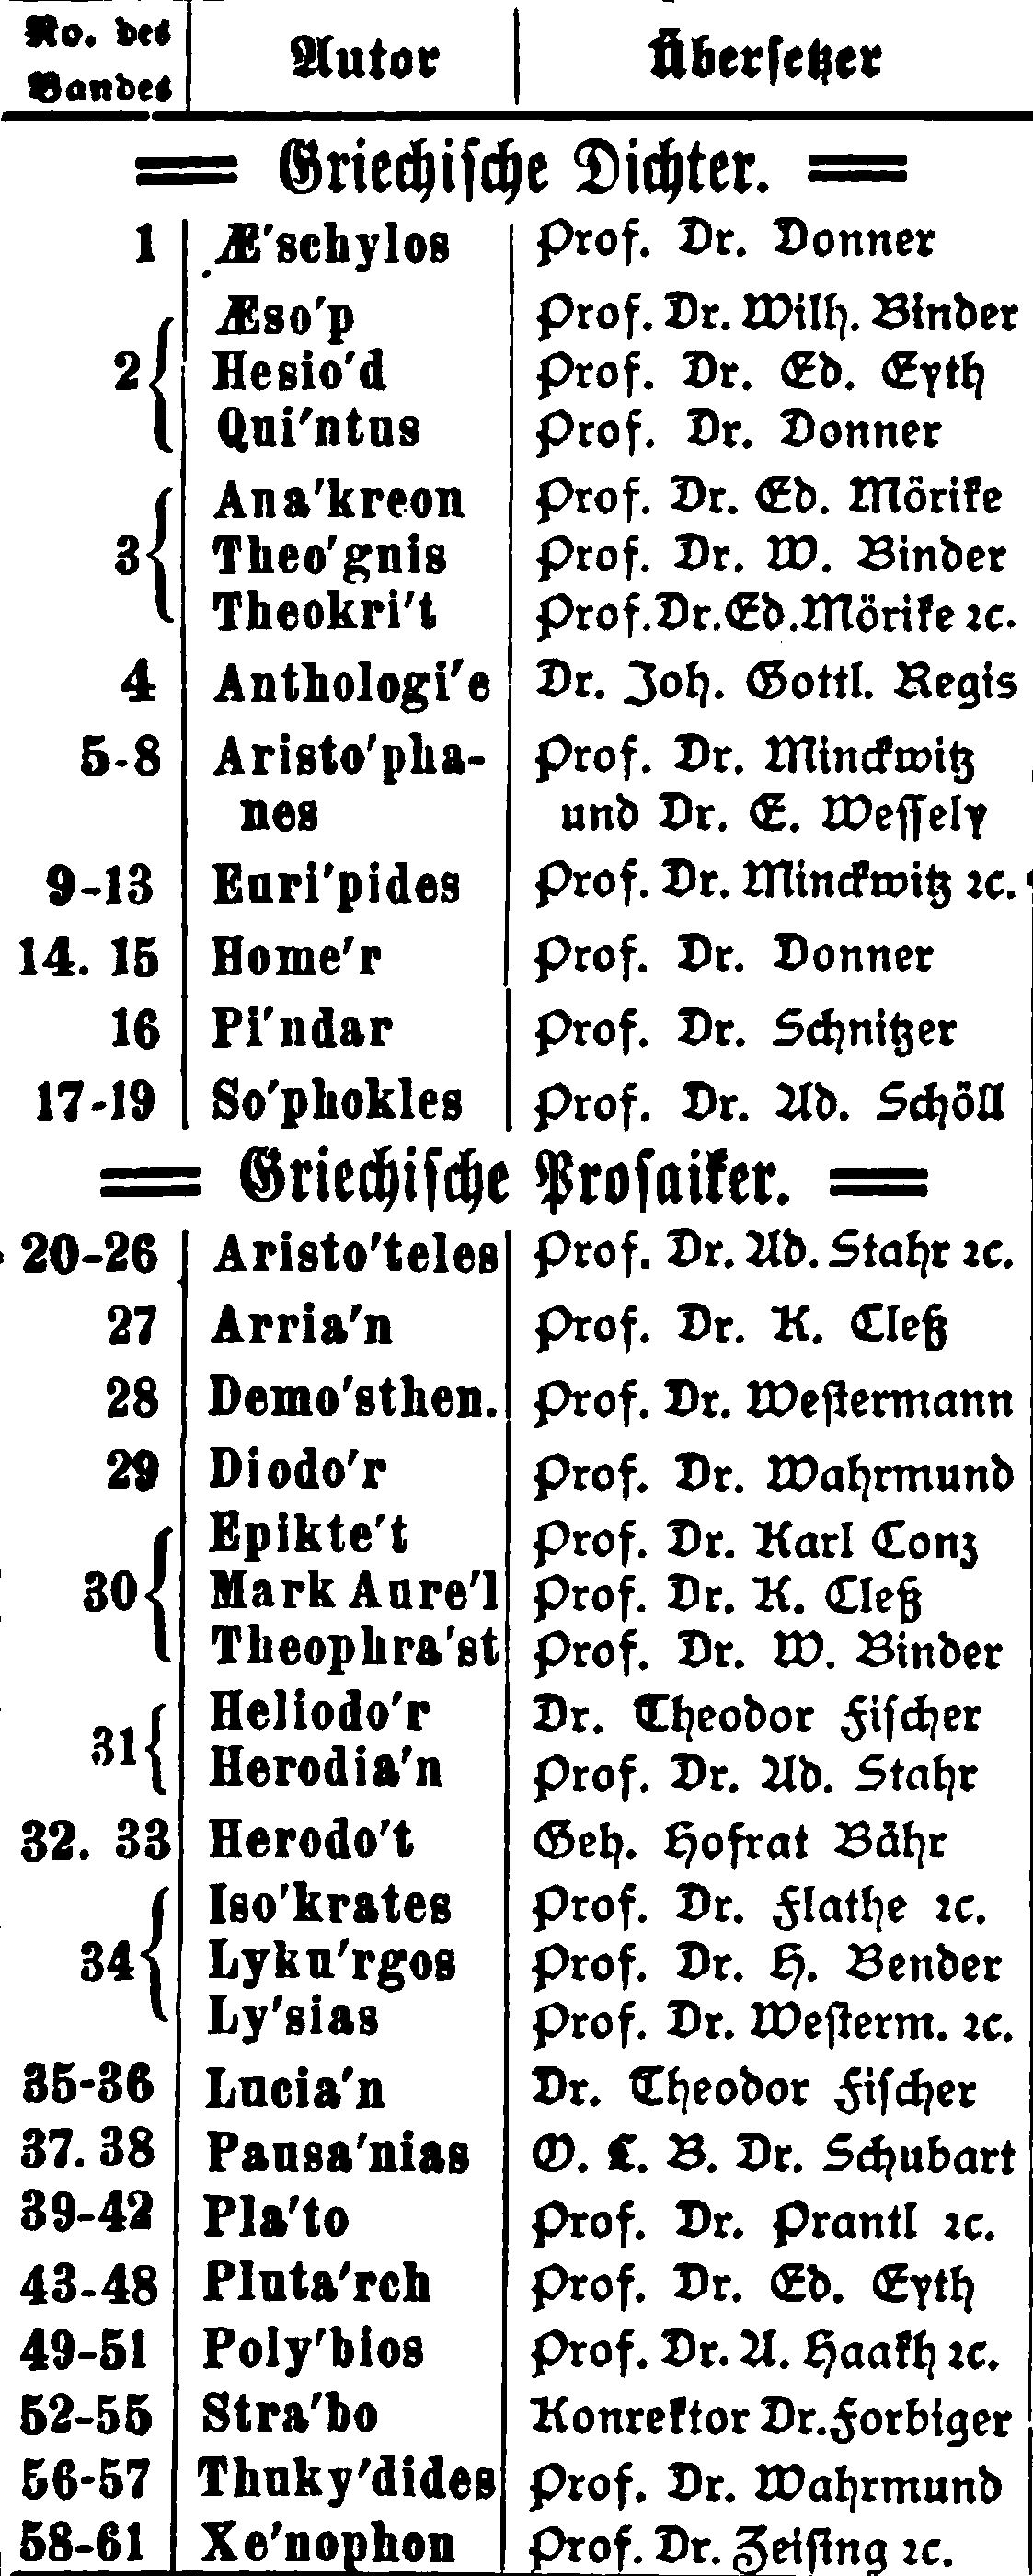 No. des Bandes | Autor | Übersetzer
Griechische Dichter.
1 | Æ'schylos | Prof. Dr. Donner
2 | Æso'p | Prof. Dr. Wilh. Binder
Hesio'd | Prof. Dr. Ed. Eyth
Qui'ntus | Prof. Dr. Donner
3 | Ana'kreon | Prof. Dr. Ed. Mörike
Theo'gnis | Prof. Dr. W. Binder
Theokri't | Prof. Dr. Ed. Mörike ꝛc.
4 | Anthologi'e | Dr. Joh. Gottl. Regis
5-8 | Aristo'pha- | Prof. Dr. Minckwitz
nes | und Dr. E. Weſſely
9-13 | Euri'pides | Prof. Dr. Minckwitz ꝛc.
14. 15 | Home'r | Prof. Dr. Donner
16 | Pi'ndar | Prof. Dr. Schnitzer
17-19 | So'phokles | Prof. Dr. Ad. Schöll
Griechiſche Proſaiker.
20-26 | Aristo'teles | Prof. Dr. Ad. Stahr ꝛc.
27 | Arria'n | Prof. Dr. K. Cleß
28 | Demo'sthen. | Prof. Dr. Weſtermann
29 | Diodo'r | Prof. Dr. Wahrmund
30 | Epikte't | Prof. Dr. Karl Conz
Mark Aure'l | Prof. Dr. K. Cleß
Theophra'st | Prof. Dr. W. Binder
31 | Heliodo'r | Dr. Theodor Fiſcher
Herodia'n | Prof. Dr. Ad. Stahr
32. 33 | Herodo't | Geh. Hofrat Bähr
34 | Iso'krates | Prof. Dr. Flathe ꝛc.
Lyku'rgos | Prof. Dr. H. Bender
Ly'sias | Prof. Dr. Weſterm. ꝛc.
35-36 | Lucia'n | Dr. Theodor Fiſcher
37. 38 | Pausa'nias | O. L. B. Dr. Schubart
39-42 | Pla'to | Prof. Dr. Prantl ꝛc.
43-48 | Pluta'rch | Prof. Dr. Ed. Eyth
49-51 | Poly'bios | Prof. Dr. A. Haakh ꝛc.
52-55 | Stra'bo | Konrektor Dr. Forbiger
56-57 | Thuky'dides | Prof. Dr. Wahrmund
58-61 | Xe'nophon | Prof. Dr. Zeiſing ꝛc.